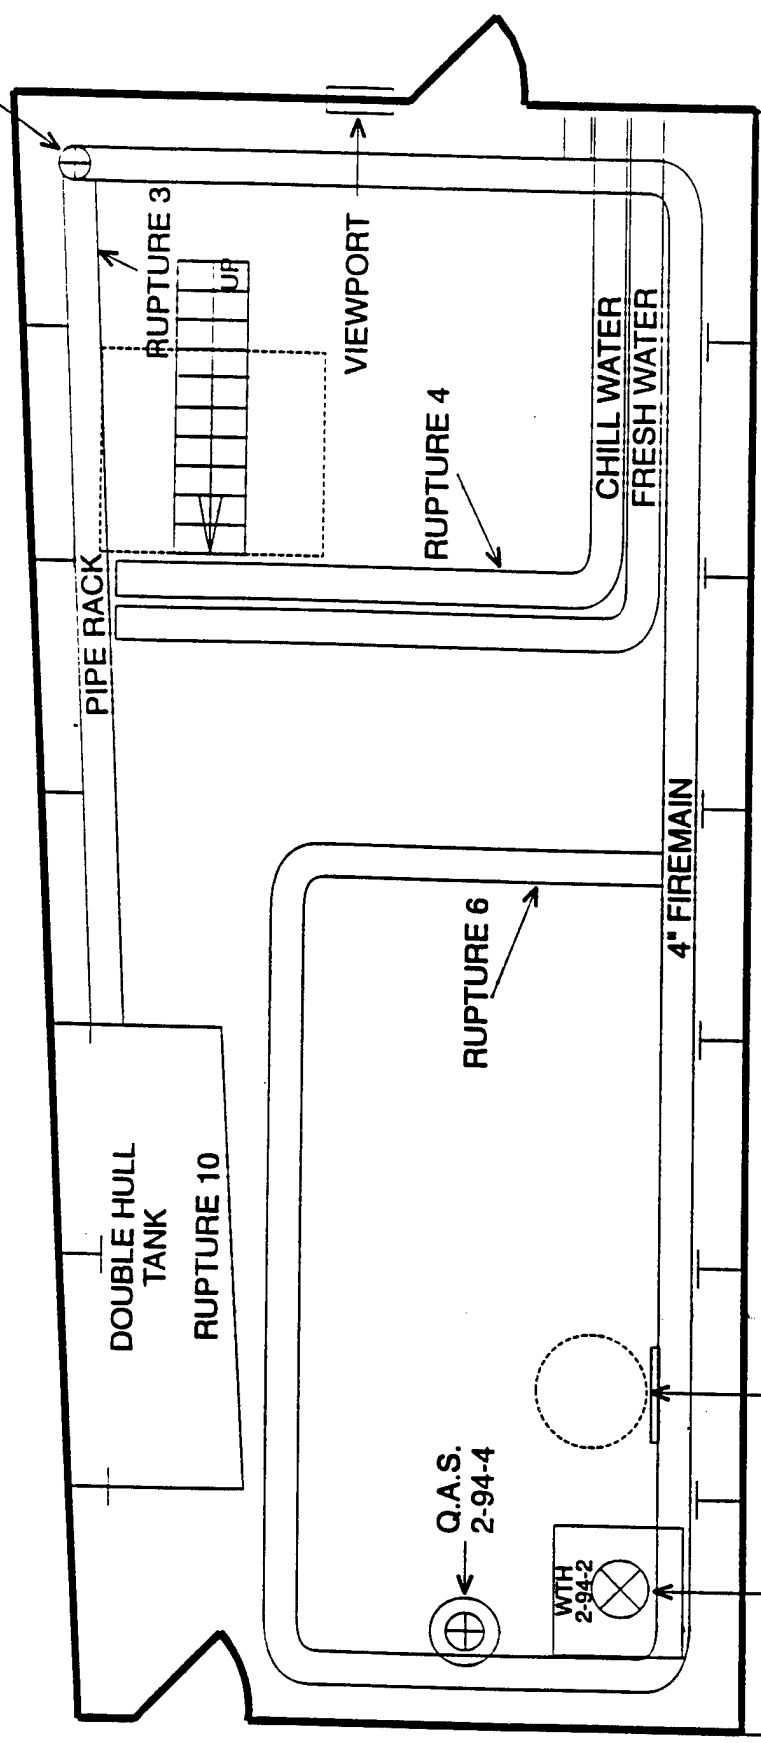 RUPTURE 3
UP
VIEWPORT
RUPTURE 4
CHILL WATER
FRESH WATER
PIPE RACK
4" FIREMAIN
RUPTURE 6
DOUBLE HULL
TANK
RUPTURE 10
Q.A.S.
2-94-4
WTH
2-94-2